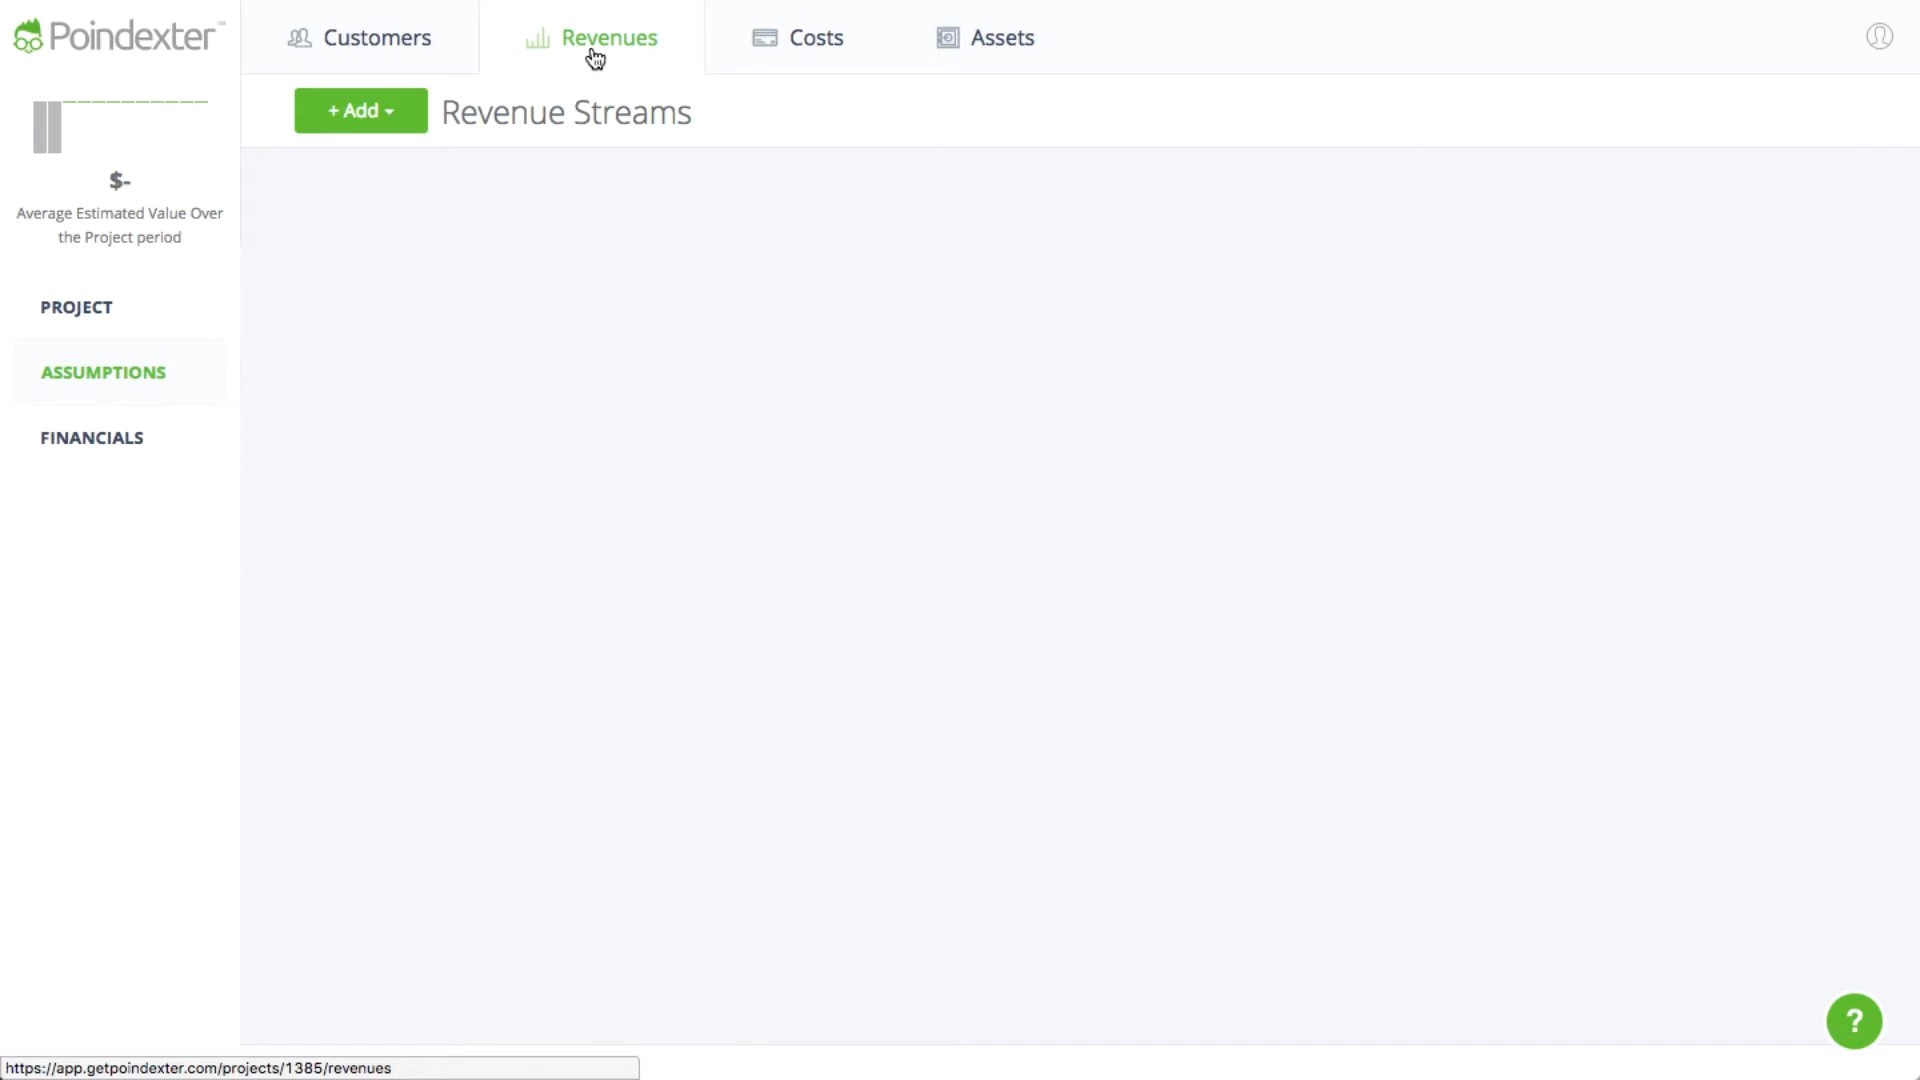 Poindexter™
Customers
Revenues
Costs
Assets
+ Add
Revenue Streams
$-
Average Estimated Value Over
the Project period
PROJECT
ASSUMPTIONS
FINANCIALS
?
https://app.getpoindexter.com/projects/1385/revenues